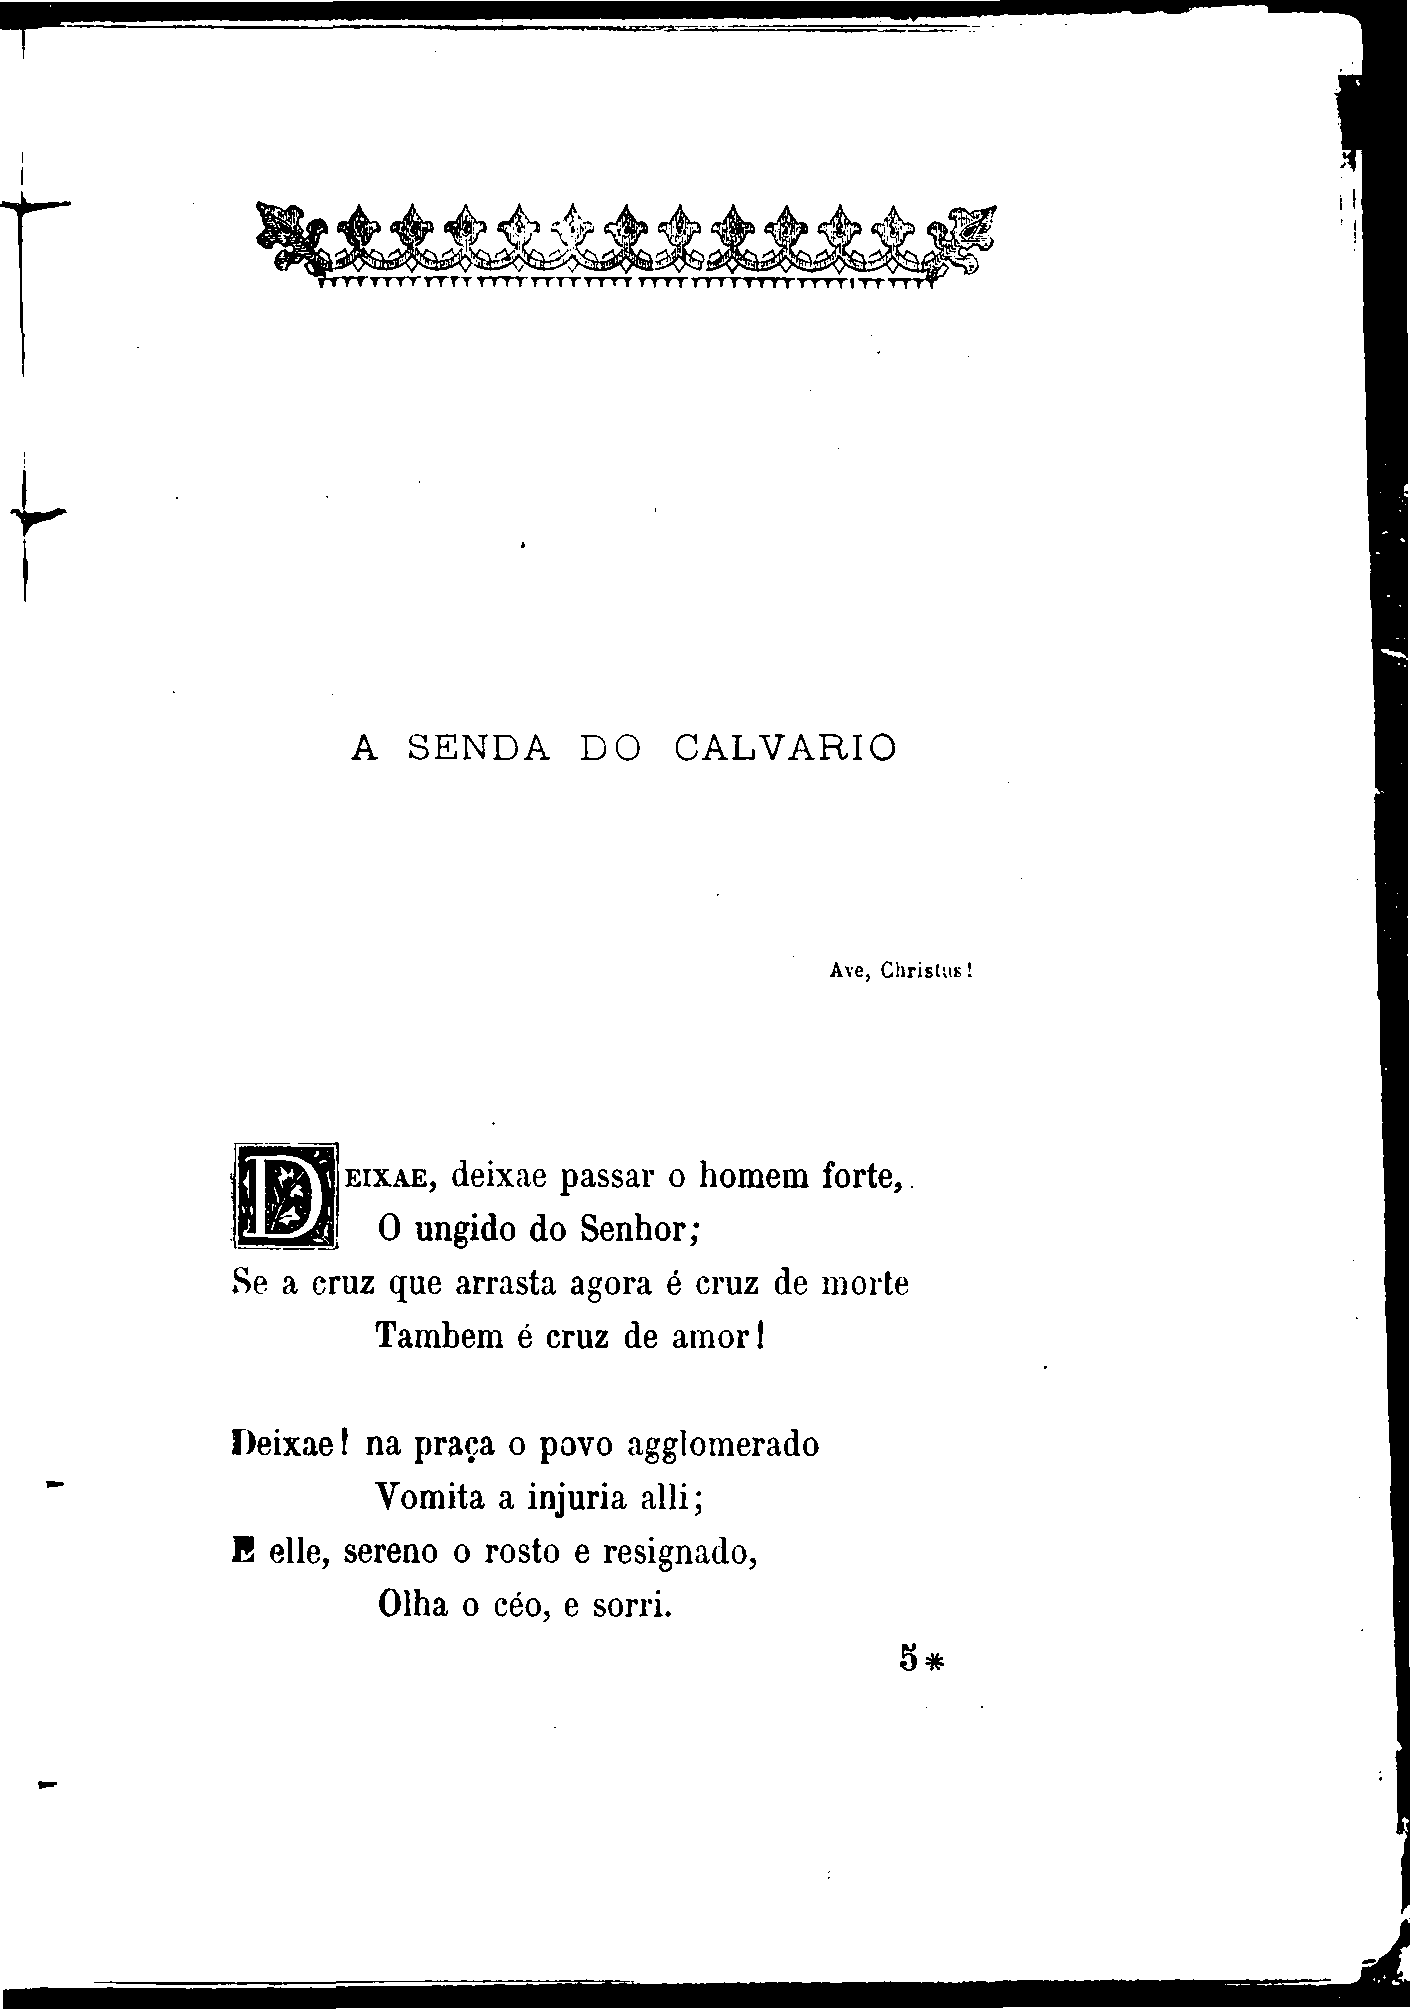 A SENDA DO CALVARIO
Ave, Christus!
DEIXAE, deixae passar o homem forte,
O ungido do Senhor;
Se a cruz que arrasta agora é cruz de morte
Tambem é cruz de amor!
Deixae! na praça o povo agglomerado
Vomita a injuria alli;
E elle, sereno o rosto e resignado,
Olha o céo, e sorri.
5*